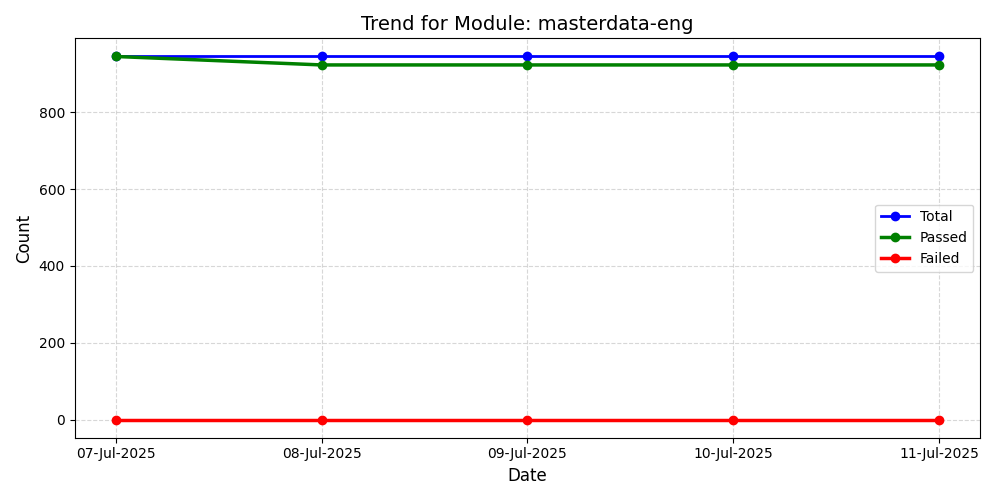 Trend for Module: masterdata-eng
Count
800
600
400
200
0
Total
Passed
Failed
07-Jul-2025 08-Jul-2025 09-Jul-2025 10-Jul-2025 11-Jul-2025
Date